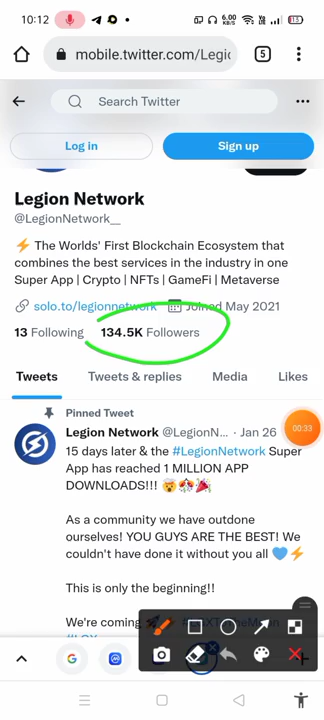 10:12
6.00
KB/S
13
mobile.twitter.com/Legic
5
Search Twitter
Log in
Sign up
Legion Network
@LegionNetwork__
⚡ The Worlds' First Blockchain Ecosystem that
combines the best services in the industry in one
Super App | Crypto | NFTs | GameFi | Metaverse
solo.to/legionnetwork Joined May 2021
13 Following 134.5K Followers
Tweets Tweets & replies Media Likes
Pinned Tweet
Legion Network @LegionN... · Jan 26
15 days later & the #LegionNetwork Super
App has reached 1 MILLION APP
DOWNLOADS!!! 🤯🎊🎉
As a community we have outdone
ourselves! YOU GUYS ARE THE BEST! We
couldn't have done it without you all 💙⚡
This is only the beginning!!
We're coming
00:33